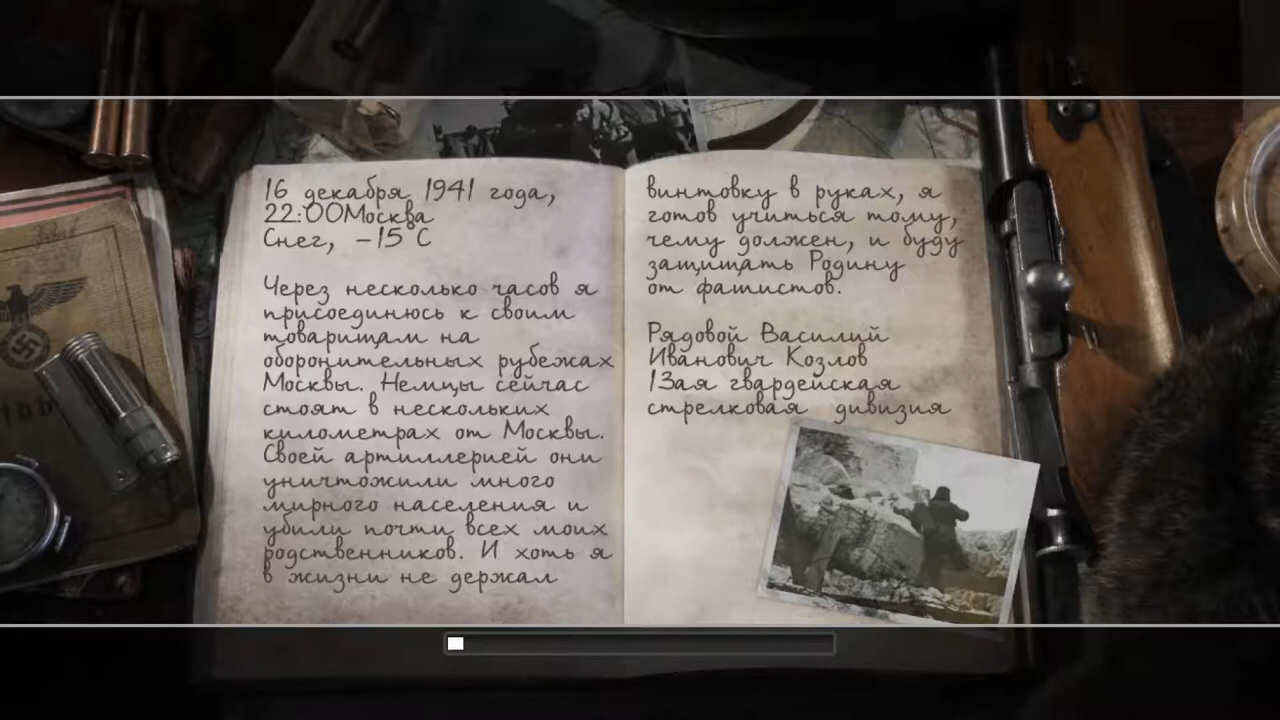 16 декабря 1941 года,
22:00Москва
Снег, -15°C
Через несколько часов я
присоединюсь к своим
товарищам на
оборонительных рубежах
Москвы. Немцы сейчас
стоят в нескольких
километрах от Москвы.
Своей артиллерией они
уничтожили много
мирного населения и
убили почти всех моих
родственников. И хоть я
в жизни не держал
винтовку в руках, я
готов учиться тому,
чему должен, и буду
защищать Родину
от фашистов.
Рядовой Василий
Иванович Козлов
13ая гвардейская
стрелковая дивизия